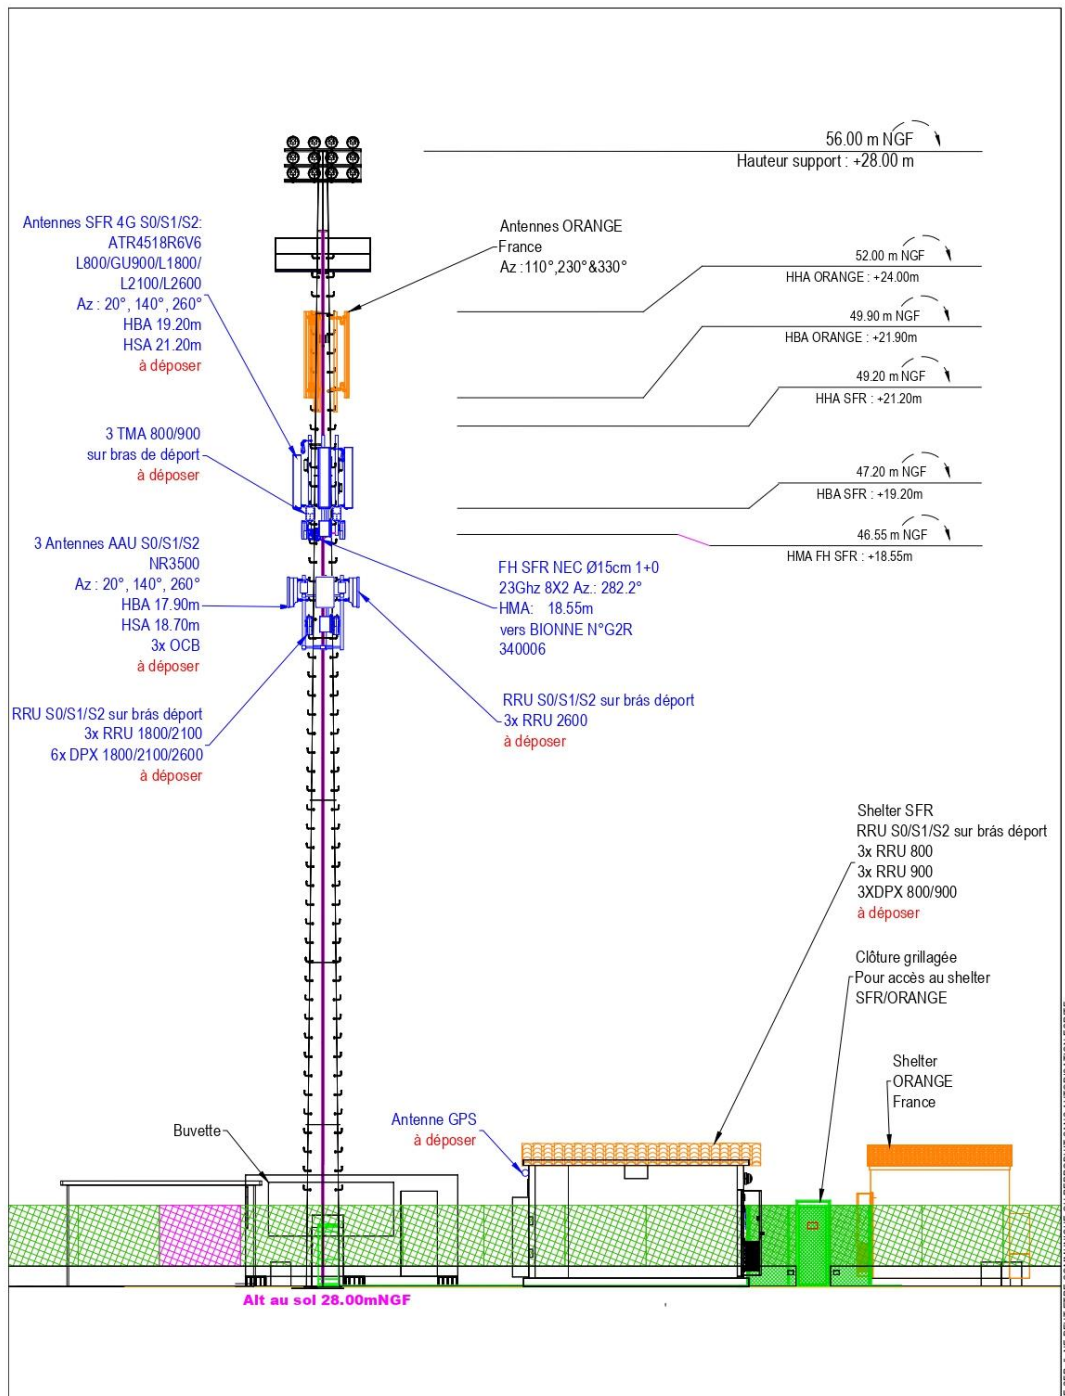 56.00 m NGF
Hauteur support : +28.00 m
Antennes SFR 4G S0/S1/S2:
ATR4518R6V6
L800/GU900/L1800/
L2100/L2600
Az : 20°, 140°, 260°
HBA 19.20m
HSA 21.20m
à déposer
Antennes ORANGE
France
Az :110°,230°&330°
52.00 m NGF
HHA ORANGE : +24.00m
49.90 m NGF
HBA ORANGE : +21.90m
49.20 m NGF
HHA SFR : +21.20m
47.20 m NGF
HBA SFR : +19.20m
46.55 m NGF
HMA FH SFR : +18.55m
3 TMA 800/900
sur bras de déport
à déposer
3 Antennes AAU S0/S1/S2
NR3500
Az : 20°, 140°, 260°
HBA 17.90m
HSA 18.70m
3x OCB
à déposer
FH SFR NEC Ø15cm 1+0
23Ghz 8X2 Az.: 282.2°
HMA: 18.55m
vers BIONNE N°G2R
340006
RRU S0/S1/S2 sur brás déport
3x RRU 1800/2100
6x DPX 1800/2100/2600
à déposer
RRU S0/S1/S2 sur brás déport
3x RRU 2600
à déposer
Shelter SFR
RRU S0/S1/S2 sur brás déport
3x RRU 800
3x RRU 900
3XDPX 800/900
à déposer
Clôture grillagée
Pour accès au shelter
SFR/ORANGE
Shelter
ORANGE
France
Antenne GPS
à déposer
Buvette
Alt au sol 28.00mNGF